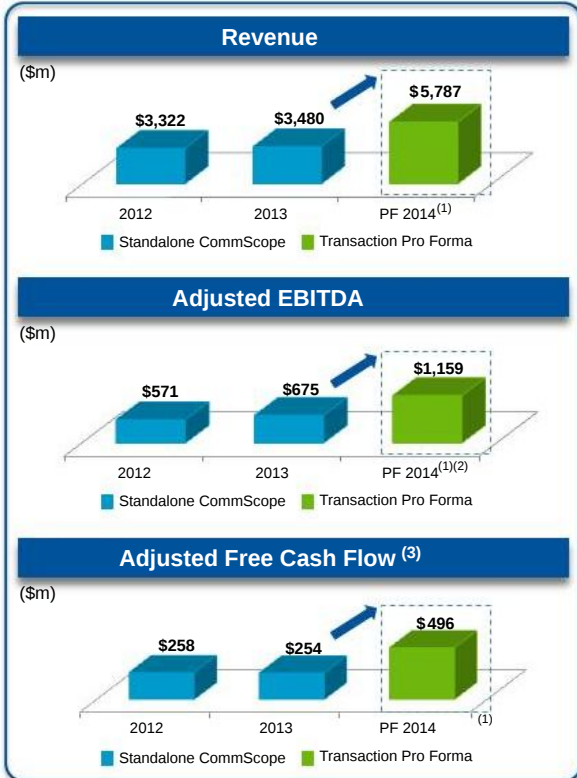 Revenue
($m)
$3,322
$3,480
$5,787
2012
2013
PF 2014(1)
Standalone CommScope
Transaction Pro Forma
Adjusted EBITDA
($m)
$571
$675
$1,159
2012
2013
PF 2014(1)(2)
Standalone CommScope
Transaction Pro Forma
Adjusted Free Cash Flow (3)
($m)
$258
$254
$496
2012
2013
PF 2014 (1)
Standalone CommScope
Transaction Pro Forma